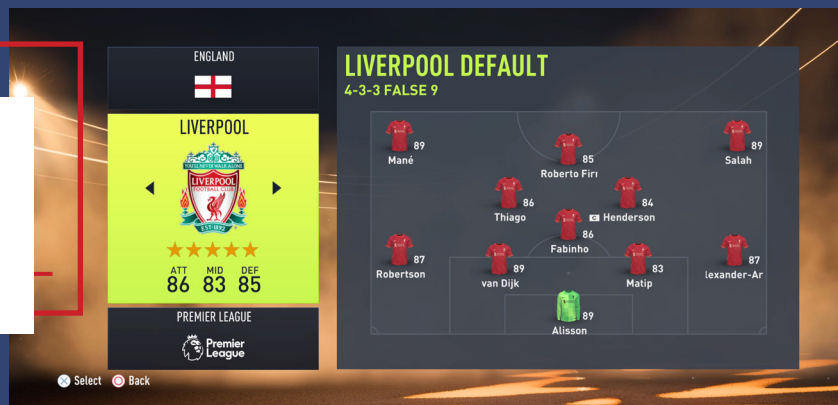 ENGLAND
LIVERPOOL
YOU'LL NEVER WALK ALONE
LIVERPOOL
FOOTBALL CLUB
EST·1892
ATT MID DEF
86 83 85
PREMIER LEAGUE
Premier
League
Select Back
LIVERPOOL DEFAULT
4-3-3 FALSE 9
89
Mané
85
Roberto Firr
89
Salah
86
Thiago
84
C Henderson
86
Fabinho
87
Robertson
89
van Dijk
83
Matip
87
lexander-Ar
89
Alisson